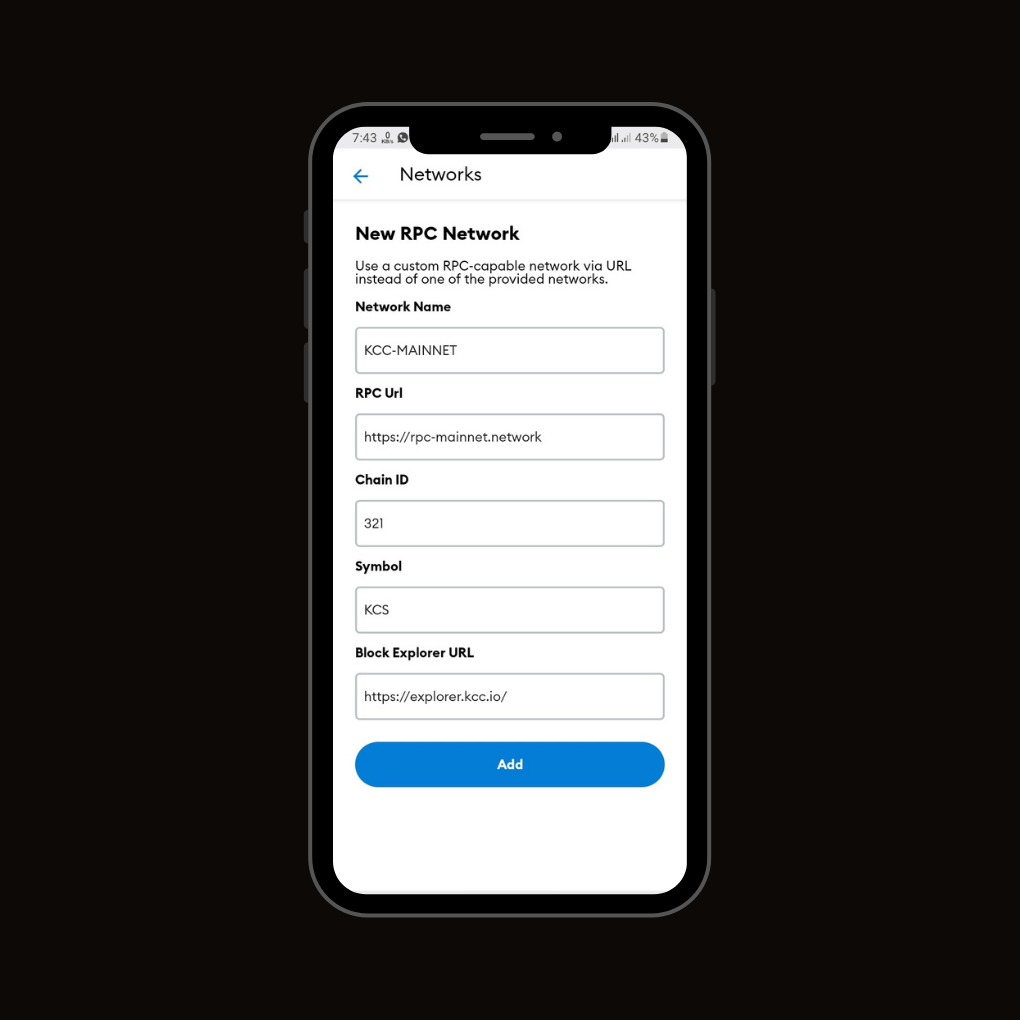 7:43 0 KB/s 43%
Networks
New RPC Network
Use a custom RPC-capable network via URL
instead of one of the provided networks.
Network Name
KCC-MAINNET
RPC Url
https://rpc-mainnet.network
Chain ID
321
Symbol
KCS
Block Explorer URL
https://explorer.kcc.io/
Add